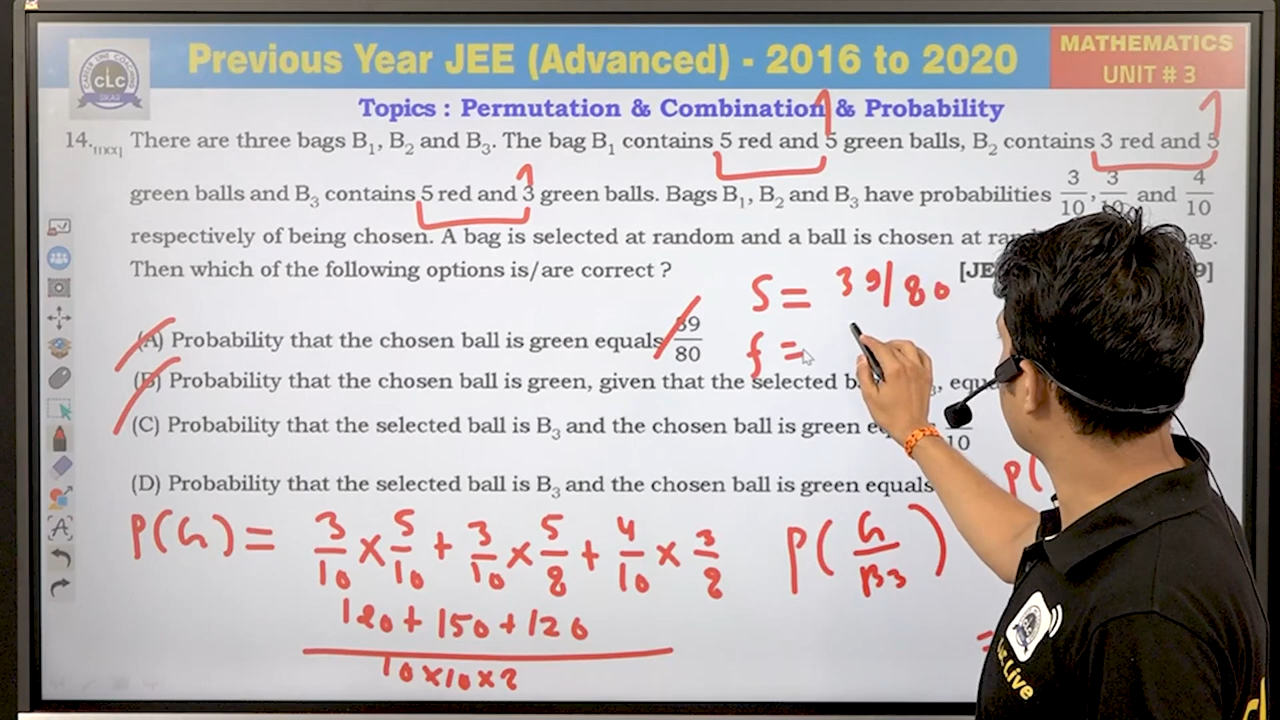 Previous Year JEE (Advanced) - 2016 to 2020
MATHEMATICS
UNIT # 3
CLC
Topics : Permutation & Combination & Probability
14. There are three bags B1, B2 and B3. The bag B1 contains 5 red and 5 green balls, B2 contains 3 red and 5
green balls and B3 contains 5 red and 3 green balls. Bags B1, B2 and B3 have probabilities 3/10, 3/10 and 4/10
respectively of being chosen. A bag is selected at random and a ball is chosen at bag.
Then which of the following options is/are correct ? [JE 9]
(A) Probability that the chosen ball is green equals 39/80
(B) Probability that the chosen ball is green, given that the selected
(C) Probability that the selected ball is B3 and the chosen ball is green 10
(D) Probability that the selected ball is B3 and the chosen ball is green equals
S = 39/80
f =
P(G) = 3/10 × 5/10 + 3/10 × 5/8 + 4/10 × 3/8
120 + 150 + 120
10×10×8
P(G/B3)
P(
=
Live